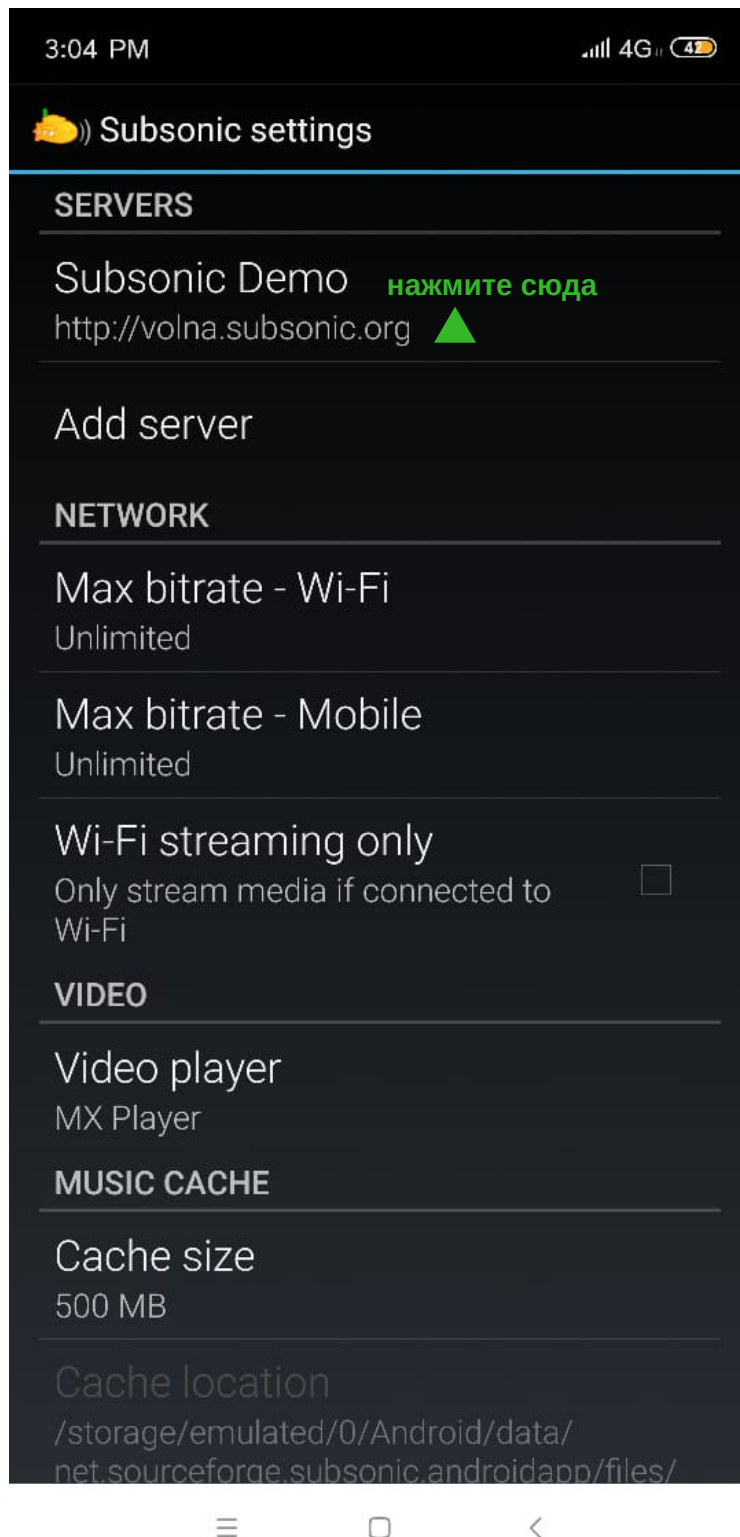 3:04 PM 4G 42
Subsonic settings
SERVERS
Subsonic Demo
нажмите сюда
http://volna.subsonic.org
Add server
NETWORK
Max bitrate - Wi-Fi
Unlimited
Max bitrate - Mobile
Unlimited
Wi-Fi streaming only
Only stream media if connected to
Wi-Fi
VIDEO
Video player
MX Player
MUSIC CACHE
Cache size
500 MB
Cache location
/storage/emulated/0/Android/data/
net.sourceforge.subsonic.androidapp/files/